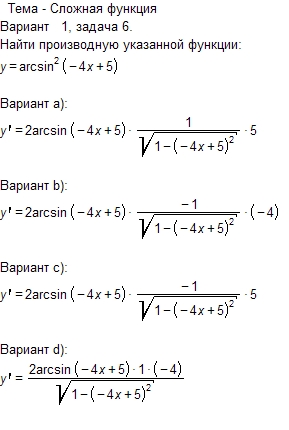 Тема - Сложная функция
Вариант 1, задача 6.
Найти производную указанной функции:
y = arcsin² (−4x + 5)
Вариант a):
y′ = 2arcsin (−4x + 5) · 1 / √(1 − (−4x + 5)²) · 5
Вариант b):
y′ = 2arcsin (−4x + 5) · −1 / √(1 − (−4x + 5)²) · (−4)
Вариант c):
y′ = 2arcsin (−4x + 5) · −1 / √(1 − (−4x + 5)²) · 5
Вариант d):
y′ = 2arcsin (−4x + 5) · 1 · (−4) / √(1 − (−4x + 5)²)